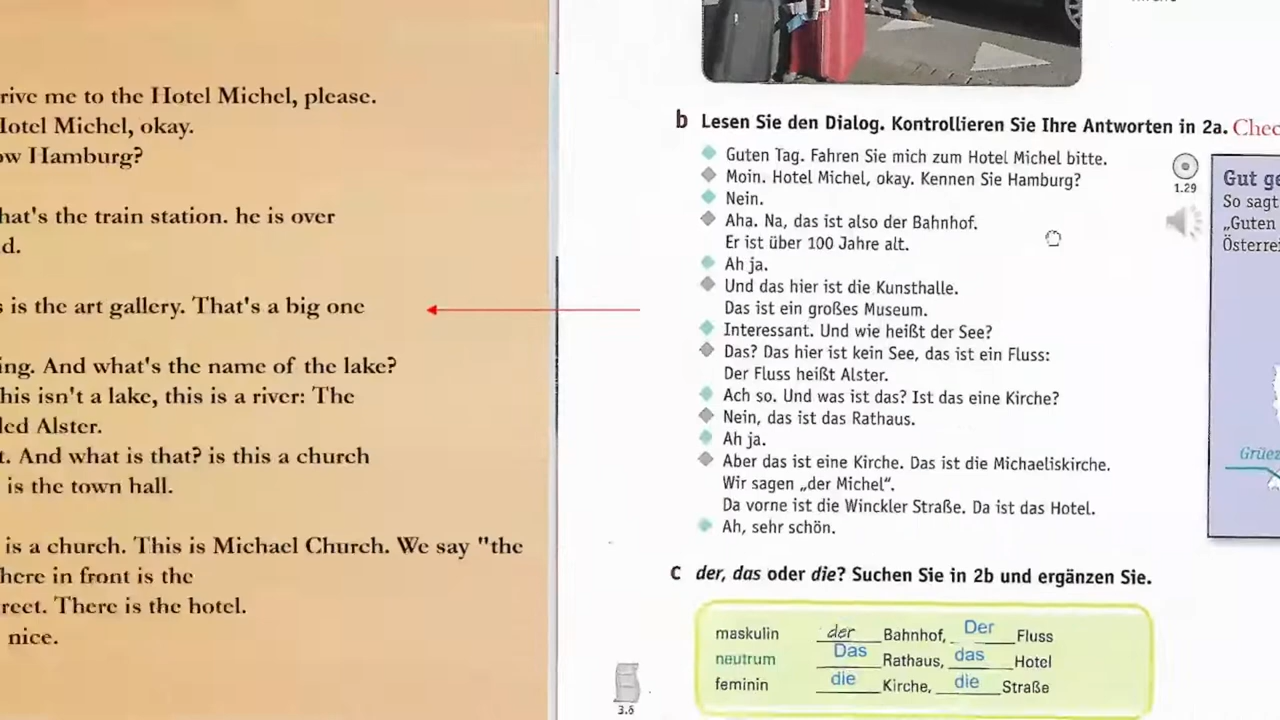 rive me to the Hotel Michel, please.
Hotel Michel, okay.
ow Hamburg?
hat's the train station. he is over
d.
s is the art gallery. That's a big one
ing. And what's the name of the lake?
his isn't a lake, this is a river: The
led Alster.
t. And what is that? is this a church
is the town hall.
is a church. This is Michael Church. We say "the
here in front is the
reet. There is the hotel.
nice.
b Lesen Sie den Dialog. Kontrollieren Sie Ihre Antworten in 2a. Chec
Guten Tag. Fahren Sie mich zum Hotel Michel bitte.
Moin. Hotel Michel, okay. Kennen Sie Hamburg?
Nein.
Aha. Na, das ist also der Bahnhof.
Er ist über 100 Jahre alt.
Ah ja.
Und das hier ist die Kunsthalle.
Das ist ein großes Museum.
Interessant. Und wie heißt der See?
Das? Das hier ist kein See, das ist ein Fluss:
Der Fluss heißt Alster.
Ach so. Und was ist das? Ist das eine Kirche?
Nein, das ist das Rathaus.
Ah ja.
Aber das ist eine Kirche. Das ist die Michaeliskirche.
Wir sagen „der Michel“.
Da vorne ist die Winckler Straße. Da ist das Hotel.
Ah, sehr schön.
1.29
Gut ge
So sagt
„Guten
Österrei
Grüez
C der, das oder die? Suchen Sie in 2b und ergänzen Sie.
maskulin der Bahnhof, Der Fluss
neutrum Das Rathaus, das Hotel
feminin die Kirche, die Straße
3.6